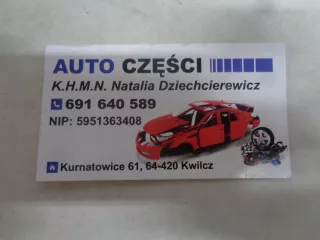 AUTO CZĘŚCI
K.H.M.N. Natalia Dziechcierewicz
691 640 589
NIP: 5951363408
Kurnatowice 61, 64-420 Kwilcz